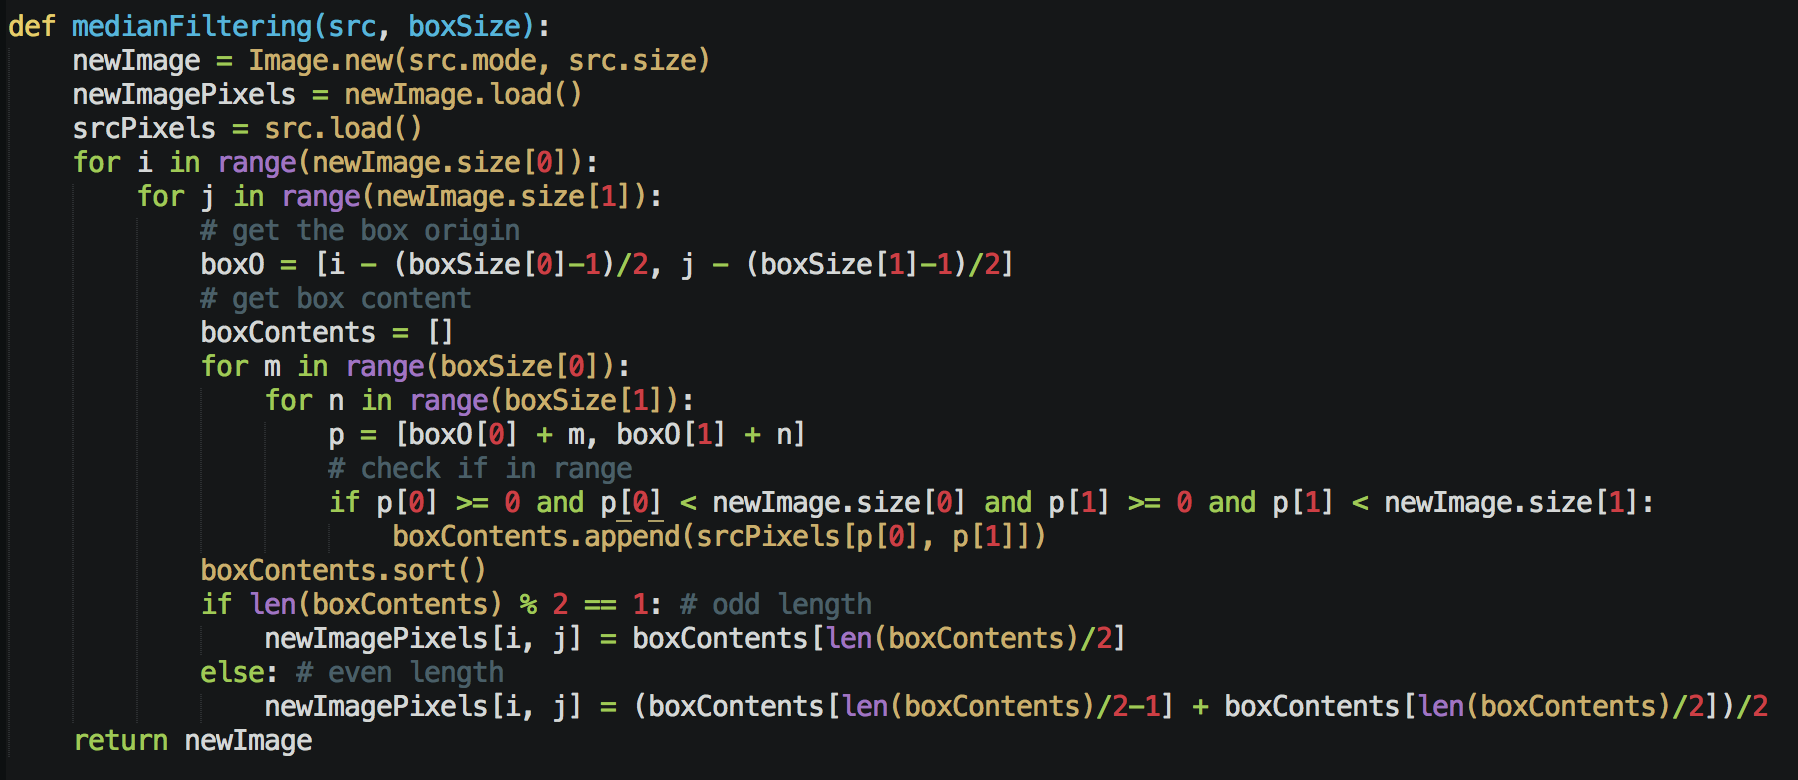 def medianFiltering(src, boxSize):
    newImage = Image.new(src.mode, src.size)
    newImagePixels = newImage.load()
    srcPixels = src.load()
    for i in range(newImage.size[0]):
        for j in range(newImage.size[1]):
            # get the box origin
            boxO = [i - (boxSize[0]-1)/2, j - (boxSize[1]-1)/2]
            # get box content
            boxContents = []
            for m in range(boxSize[0]):
                for n in range(boxSize[1]):
                    p = [boxO[0] + m, boxO[1] + n]
                    # check if in range
                    if p[0] >= 0 and p[0] < newImage.size[0] and p[1] >= 0 and p[1] < newImage.size[1]:
                        boxContents.append(srcPixels[p[0], p[1]])
            boxContents.sort()
            if len(boxContents) % 2 == 1: # odd length
                newImagePixels[i, j] = boxContents[len(boxContents)/2]
            else: # even length
                newImagePixels[i, j] = (boxContents[len(boxContents)/2-1] + boxContents[len(boxContents)/2])/2
    return newImage